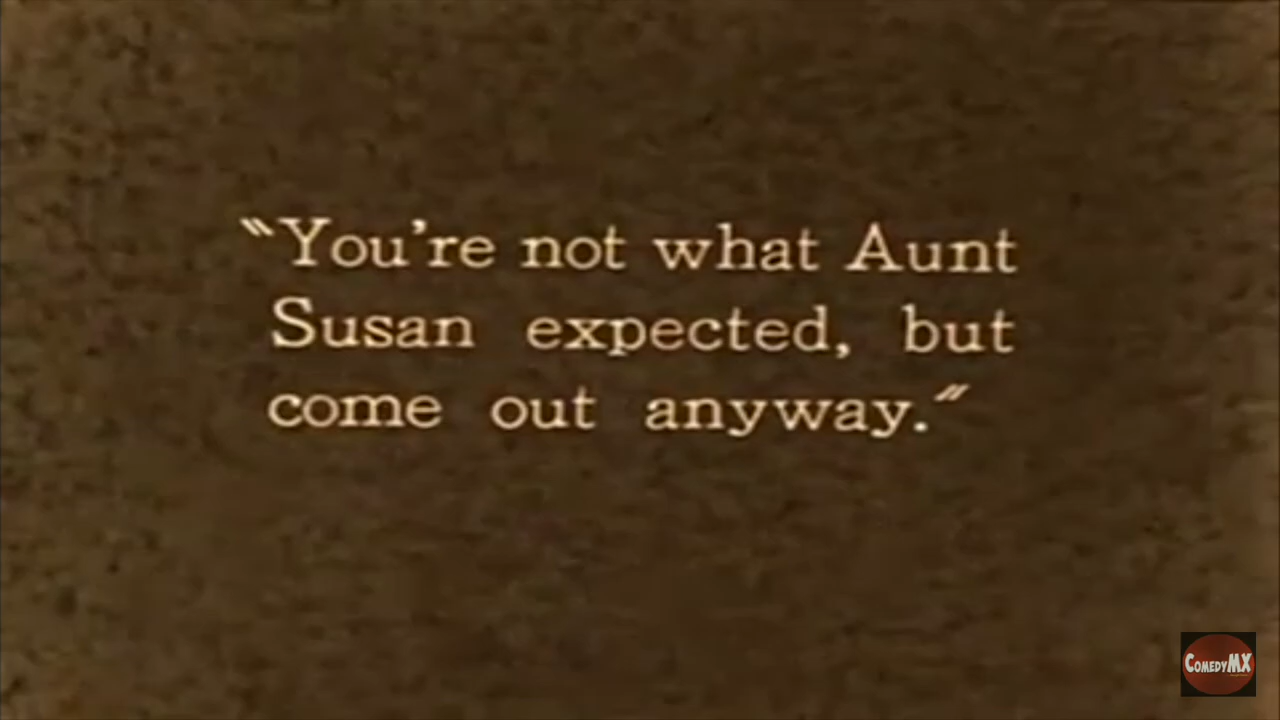 "You're not what Aunt
Susan expected, but
come out anyway."
COMEDYMX